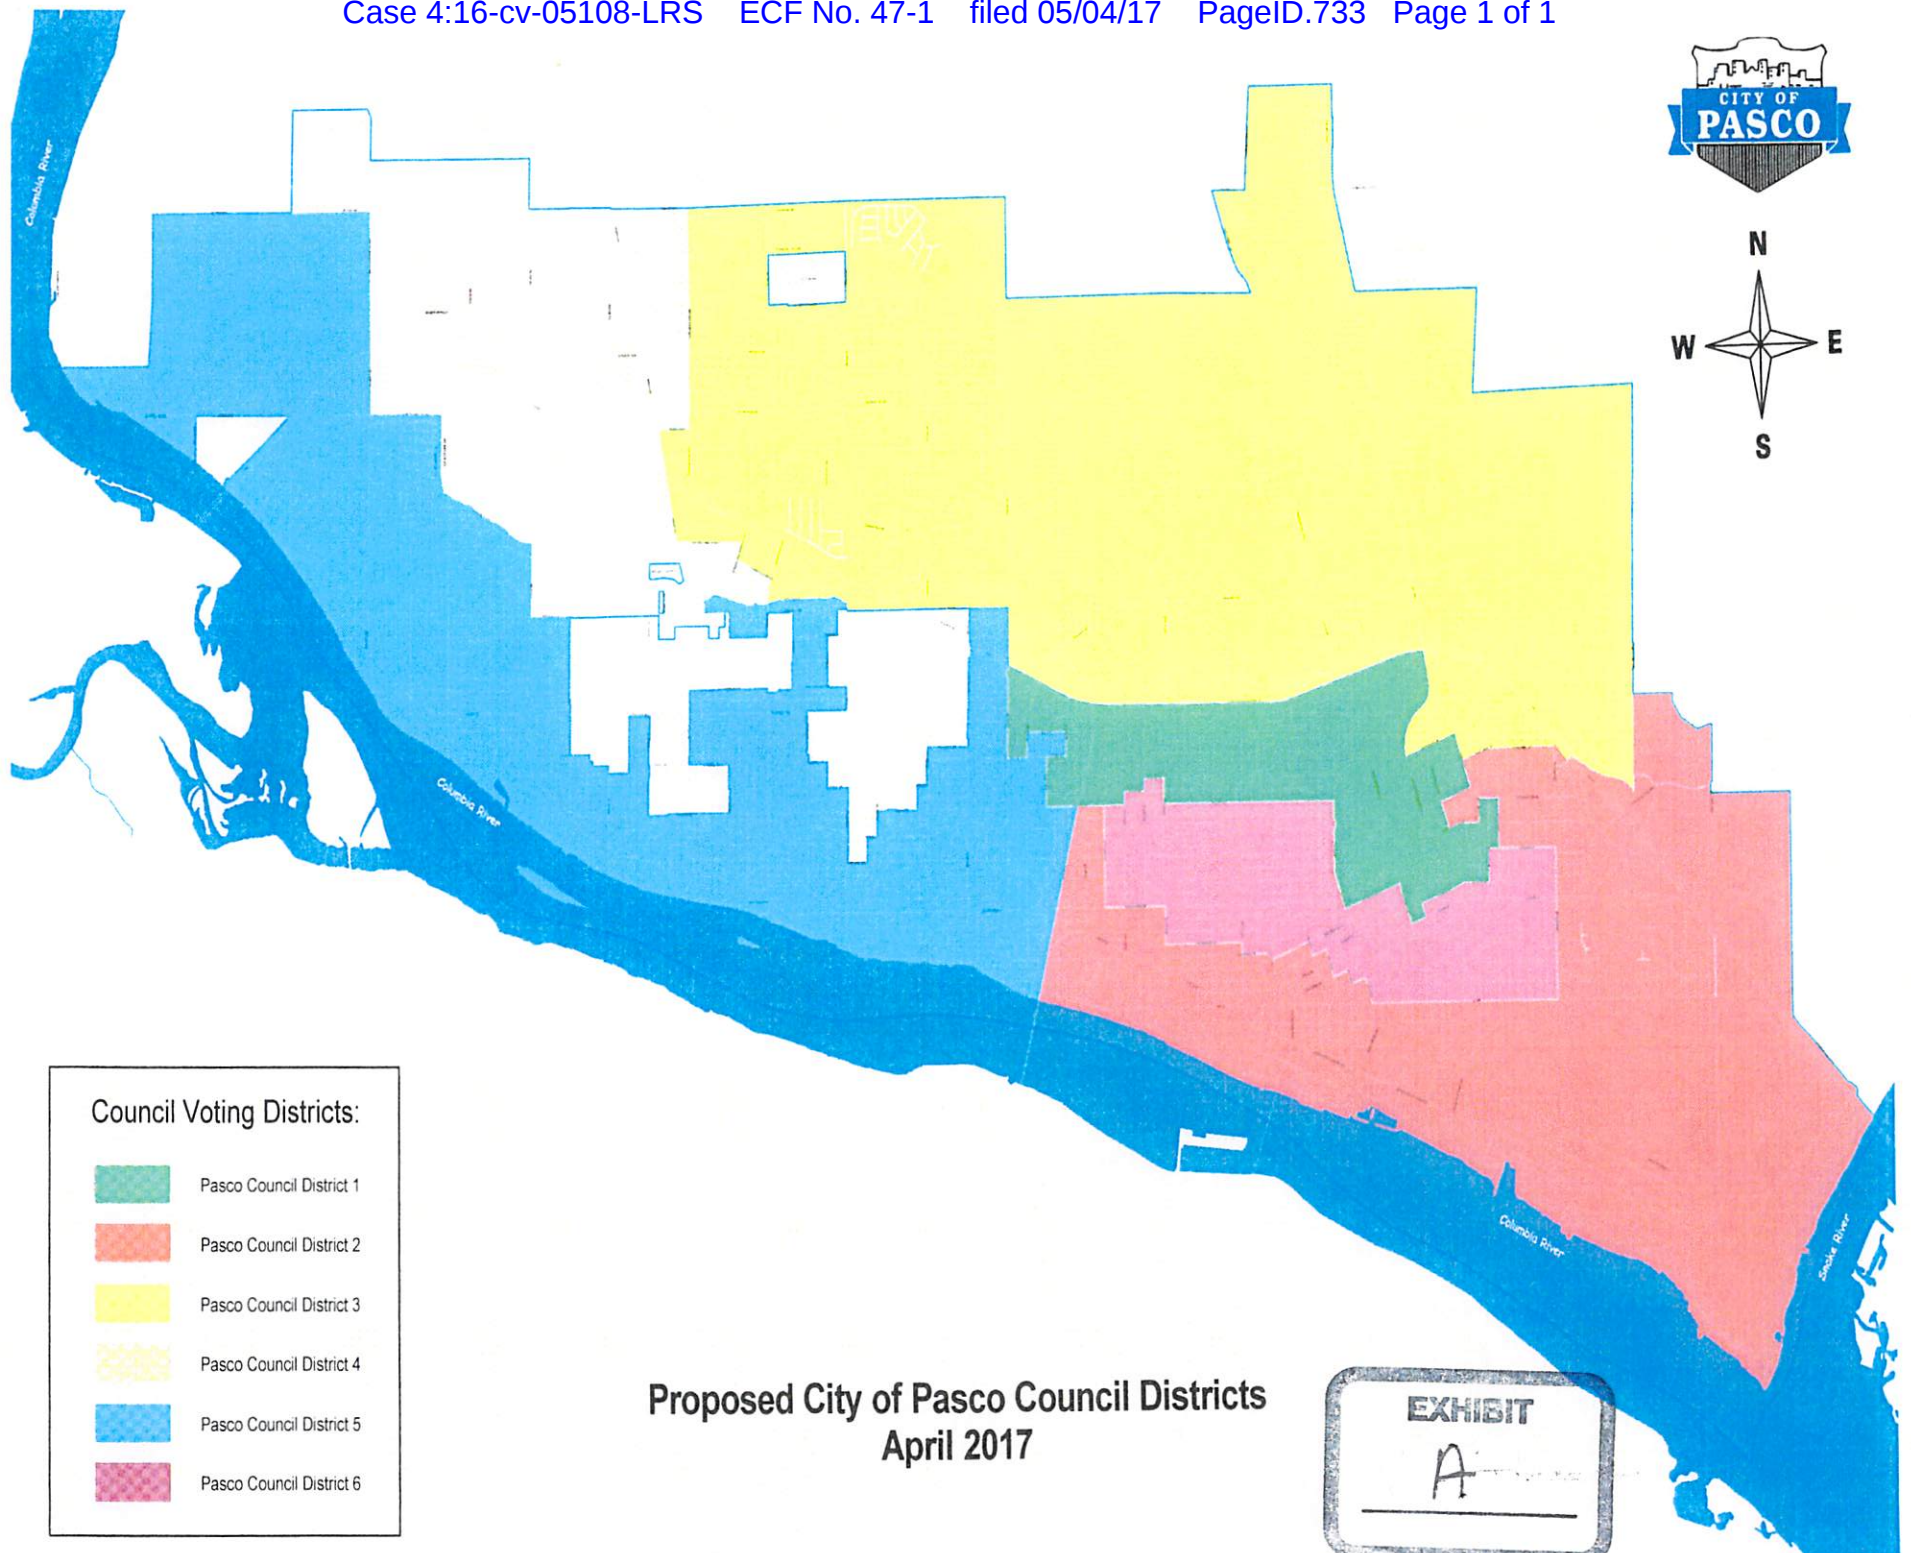 Case 4:16-cv-05108-LRS ECF No. 47-1 filed 05/04/17 PageID.733 Page 1 of 1
CITY OF
PASCO
N
W E
S
Columbia River
Columbia River
Columbia River
Snake River
Council Voting Districts:
Pasco Council District 1
Pasco Council District 2
Pasco Council District 3
Pasco Council District 4
Pasco Council District 5
Pasco Council District 6
Proposed City of Pasco Council Districts
April 2017
EXHIBIT
A